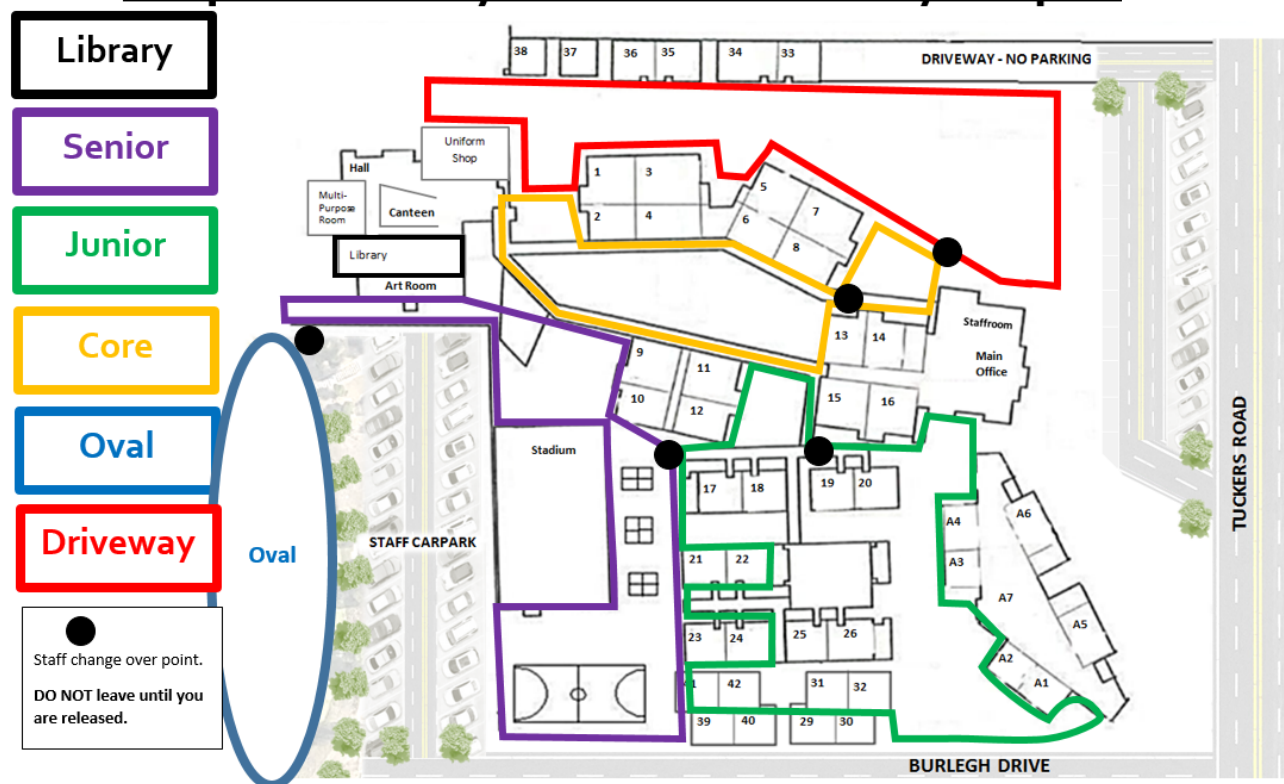 Library
Senior
Junior
Core
Oval
Driveway
Staff change over point.
DO NOT leave until you
are released.
38
37
36
35
34
33
DRIVEWAY - NO PARKING
Uniform
Shop
Hall
Multi-
Purpose
Room
Canteen
Library
Art Room
1
3
2
4
5
7
6
8
13
14
Staffroom
Main
Office
9
11
10
12
15
16
Stadium
17
18
19
20
21
22
23
24
25
26
42
31
32
39
40
29
30
A4
A3
A6
A7
A5
A2
A1
Oval
STAFF CARPARK
TUCKERS ROAD
BURLEGH DRIVE